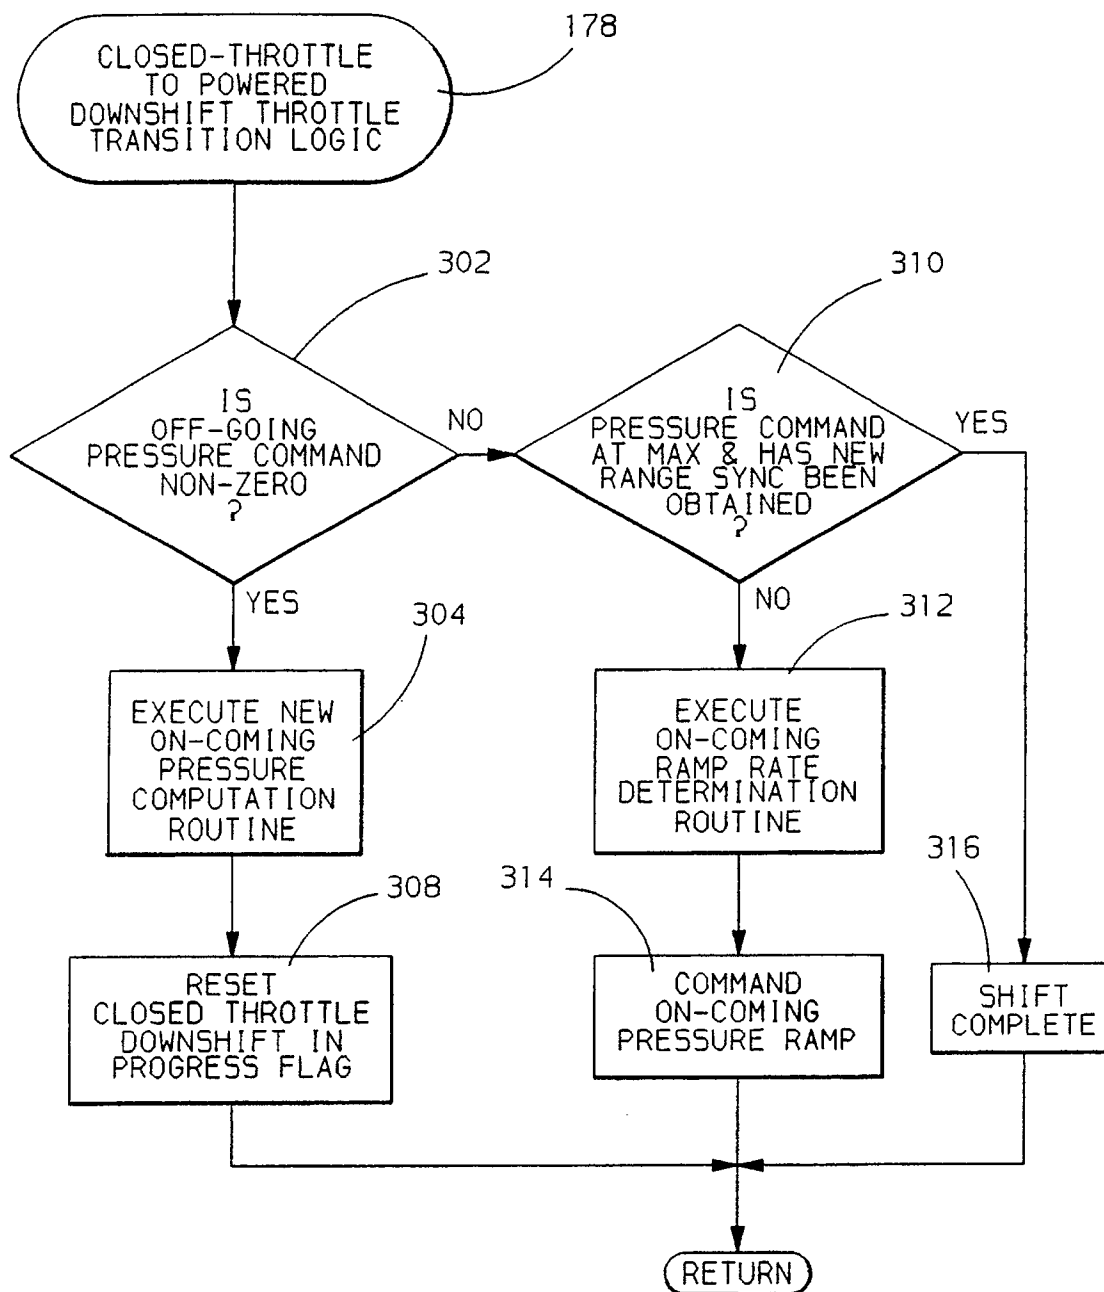 178
CLOSED-THROTTLE
TO POWERED
DOWNSHIFT THROTTLE
TRANSITION LOGIC
302
310
IS
OFF-GOING
PRESSURE COMMAND
NON-ZERO
?
NO
IS
PRESSURE COMMAND
AT MAX & HAS NEW
RANGE SYNC BEEN
OBTAINED
?
YES
YES
NO
304
312
EXECUTE NEW
ON-COMING
PRESSURE
COMPUTATION
ROUTINE
EXECUTE
ON-COMING
RAMP RATE
DETERMINATION
ROUTINE
308
314
316
RESET
CLOSED THROTTLE
DOWNSHIFT IN
PROGRESS FLAG
COMMAND
ON-COMING
PRESSURE RAMP
SHIFT
COMPLETE
RETURN